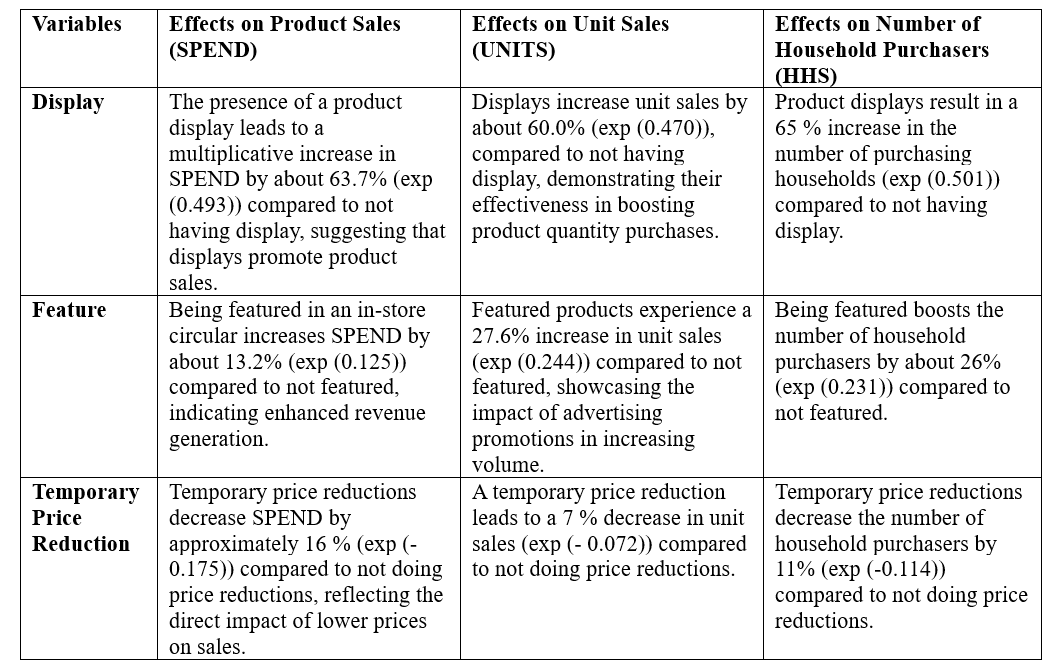 Variables
Effects on Product Sales
(SPEND)
Effects on Unit Sales
(UNITS)
Effects on Number of
Household Purchasers
(HHS)
Display
The presence of a product
display leads to a
multiplicative increase in
SPEND by about 63.7% (exp
(0.493)) compared to not
having display, suggesting that
displays promote product
sales.
Displays increase unit sales by
about 60.0% (exp (0.470)),
compared to not having
display, demonstrating their
effectiveness in boosting
product quantity purchases.
Product displays result in a
65 % increase in the
number of purchasing
households (exp (0.501))
compared to not having
display.
Feature
Being featured in an in-store
circular increases SPEND by
about 13.2% (exp (0.125))
compared to not featured,
indicating enhanced revenue
generation.
Featured products experience a
27.6% increase in unit sales
(exp (0.244)) compared to not
featured, showcasing the
impact of advertising
promotions in increasing
volume.
Being featured boosts the
number of household
purchasers by about 26%
(exp (0.231)) compared to
not featured.
Temporary
Price
Reduction
Temporary price reductions
decrease SPEND by
approximately 16 % (exp (-
0.175)) compared to not doing
price reductions, reflecting the
direct impact of lower prices
on sales.
A temporary price reduction
leads to a 7 % decrease in unit
sales (exp (- 0.072)) compared
to not doing price reductions.
Temporary price reductions
decrease the number of
household purchasers by
11% (exp (-0.114))
compared to not doing price
reductions.